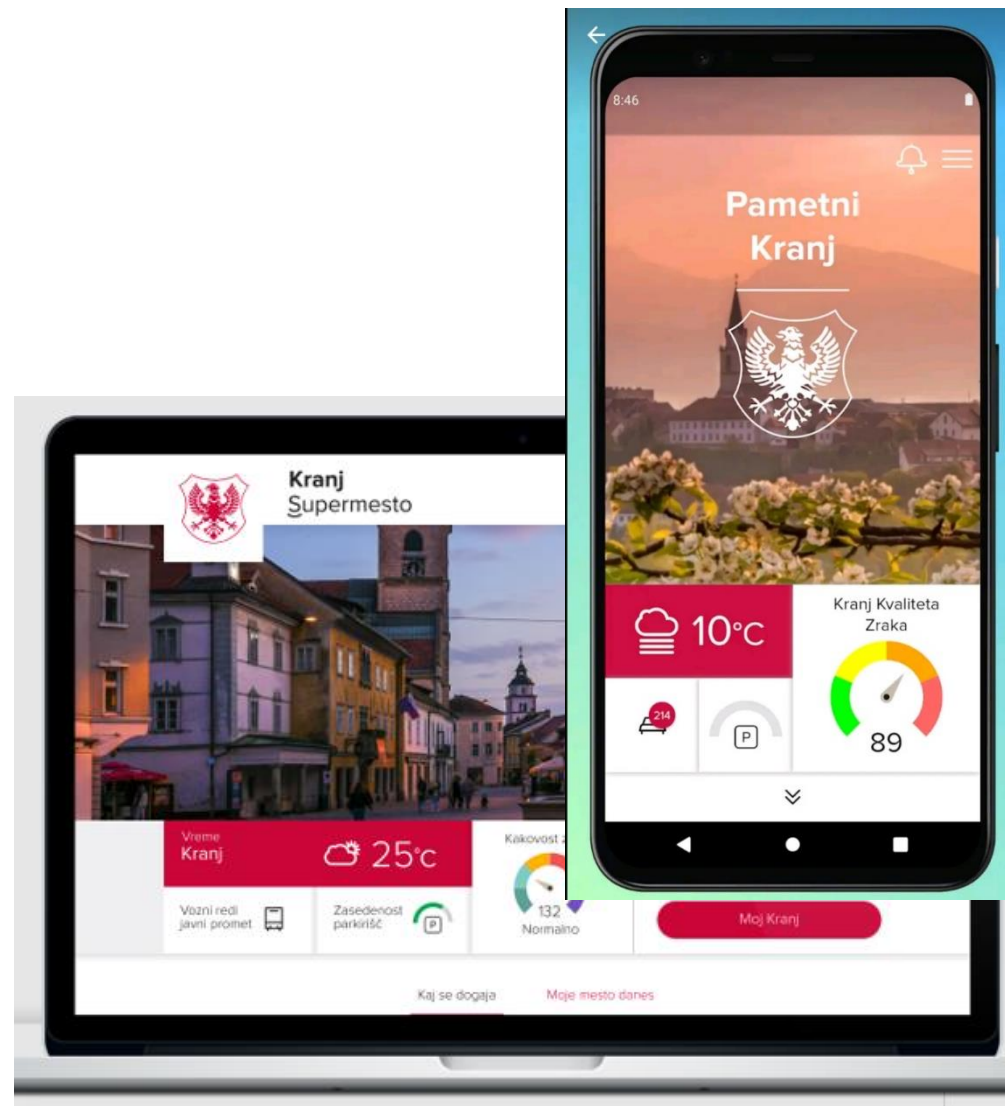 8:46
Pametni
Kranj
10°C
Kranj Kvaliteta
Zraka
214
P
89
Kranj
Supermesto
Vreme
Kranj
25°C
Kakovost
Vozni redi
javni promet
Zasedenost
parkirišč
P
132
Normalno
Moj Kranj
Kaj se dogaja
Moje mesto danes